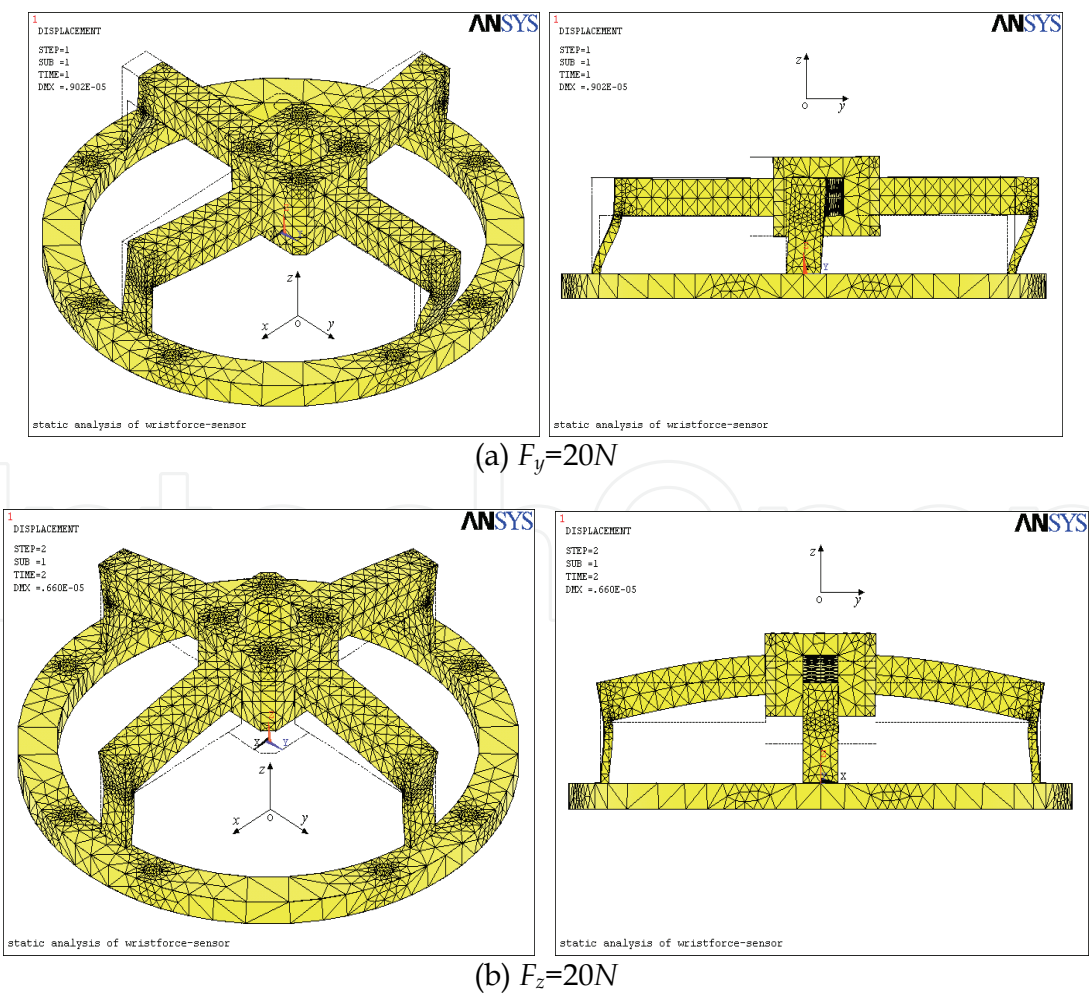 1
ANSYS
DISPLACEMENT
STEP=1
SUB =1
TIME=1
DMX =.902E-05
z
x
o
y
static analysis of wristforce-sensor
1
ANSYS
DISPLACEMENT
STEP=1
SUB =1
TIME=1
DMX =.902E-05
z
o
y
Y
static analysis of wristforce-sensor
(a) Fy=20N
1
ANSYS
DISPLACEMENT
STEP=2
SUB =1
TIME=2
DMX =.660E-05
X
Y
z
x
o
y
static analysis of wristforce-sensor
1
ANSYS
DISPLACEMENT
STEP=2
SUB =1
TIME=2
DMX =.660E-05
z
o
y
X
static analysis of wristforce-sensor
(b) Fz=20N